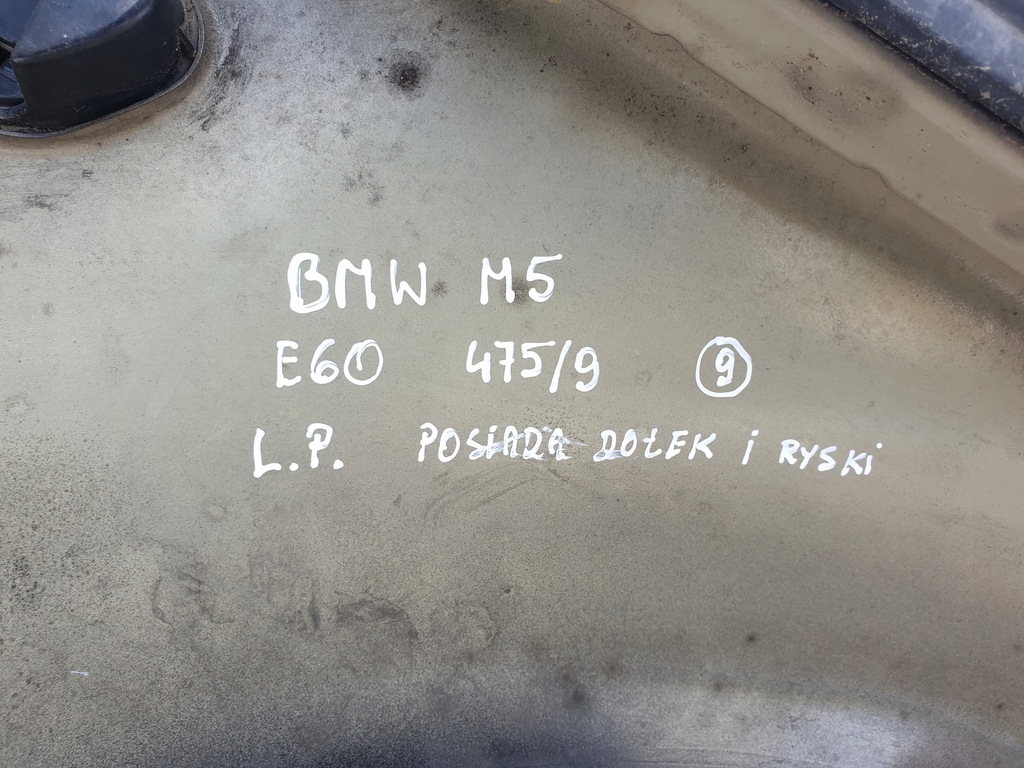 BMW M5
E60 475/9 9
L.P. POSIADA DOŁEK i RYSKi